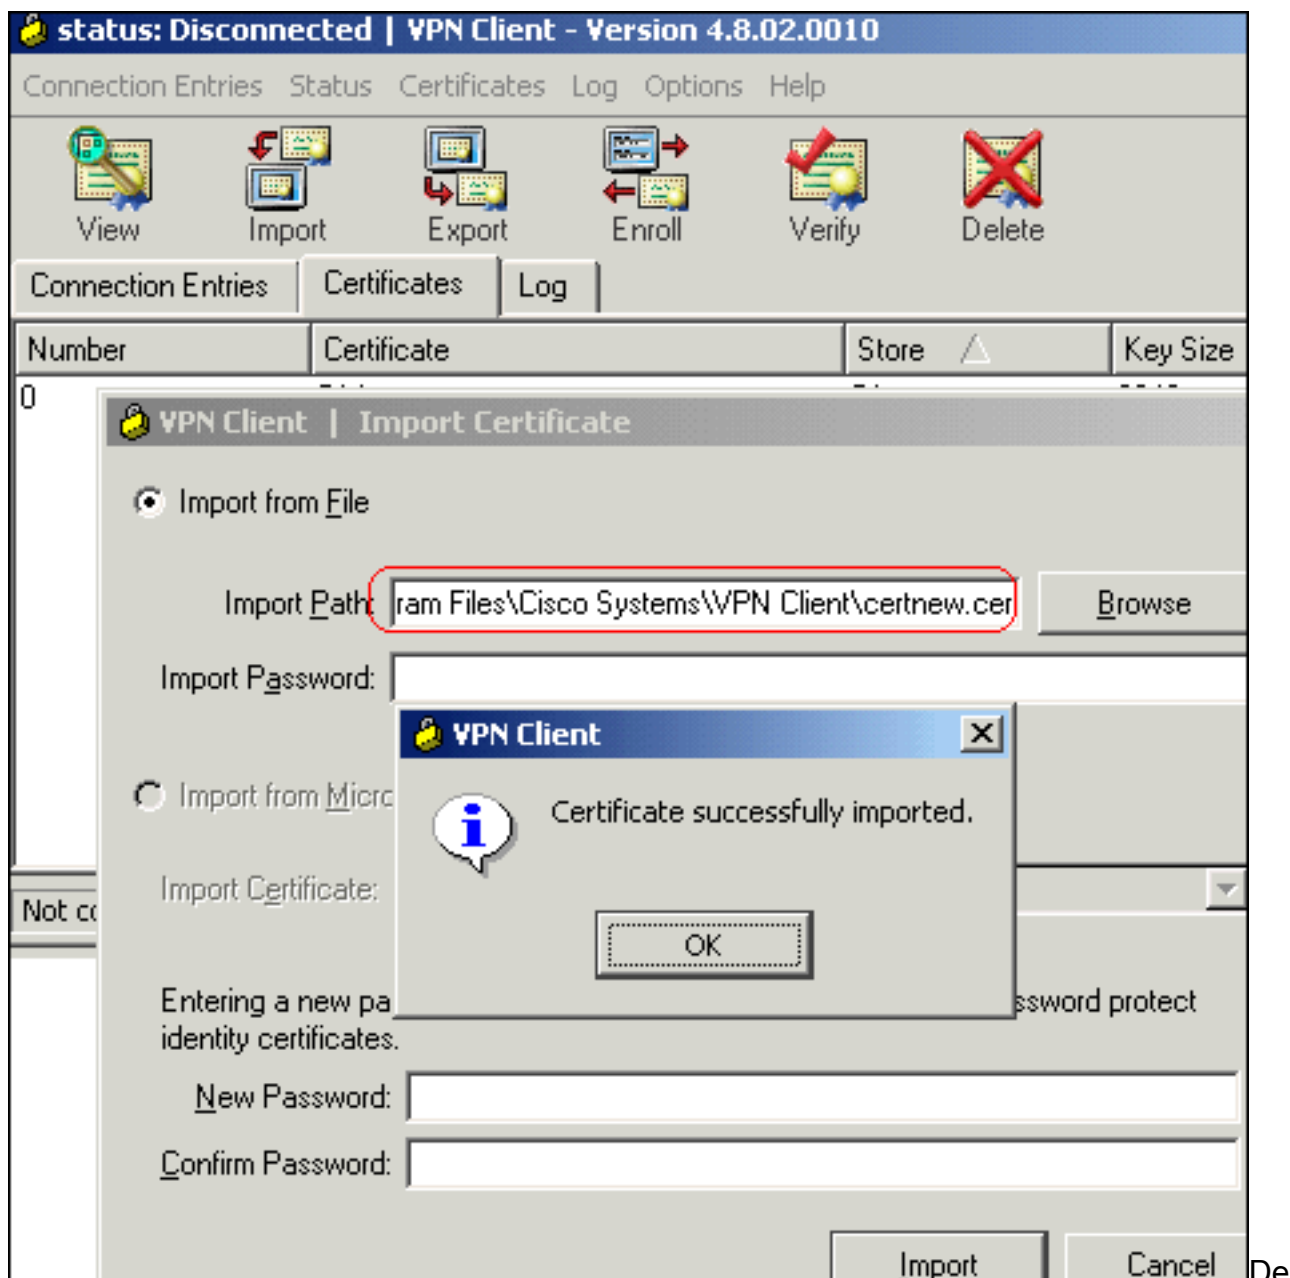 status: Disconnected | VPN Client - Version 4.8.02.0010
Connection Entries Status Certificates Log Options Help
View Import Export Enroll Verify Delete
Connection Entries Certificates Log
Number Certificate Store Key Size
0
VPN Client | Import Certificate
Import from File
Import Path: ram Files\Cisco Systems\VPN Client\certnew.cer Browse
Import Password:
VPN Client
Import from Micro
Certificate successfully imported.
Import Certificate:
Not co
OK
Entering a new pa ssword protect
identity certificates.
New Password:
Confirm Password:
Import Cancel
De